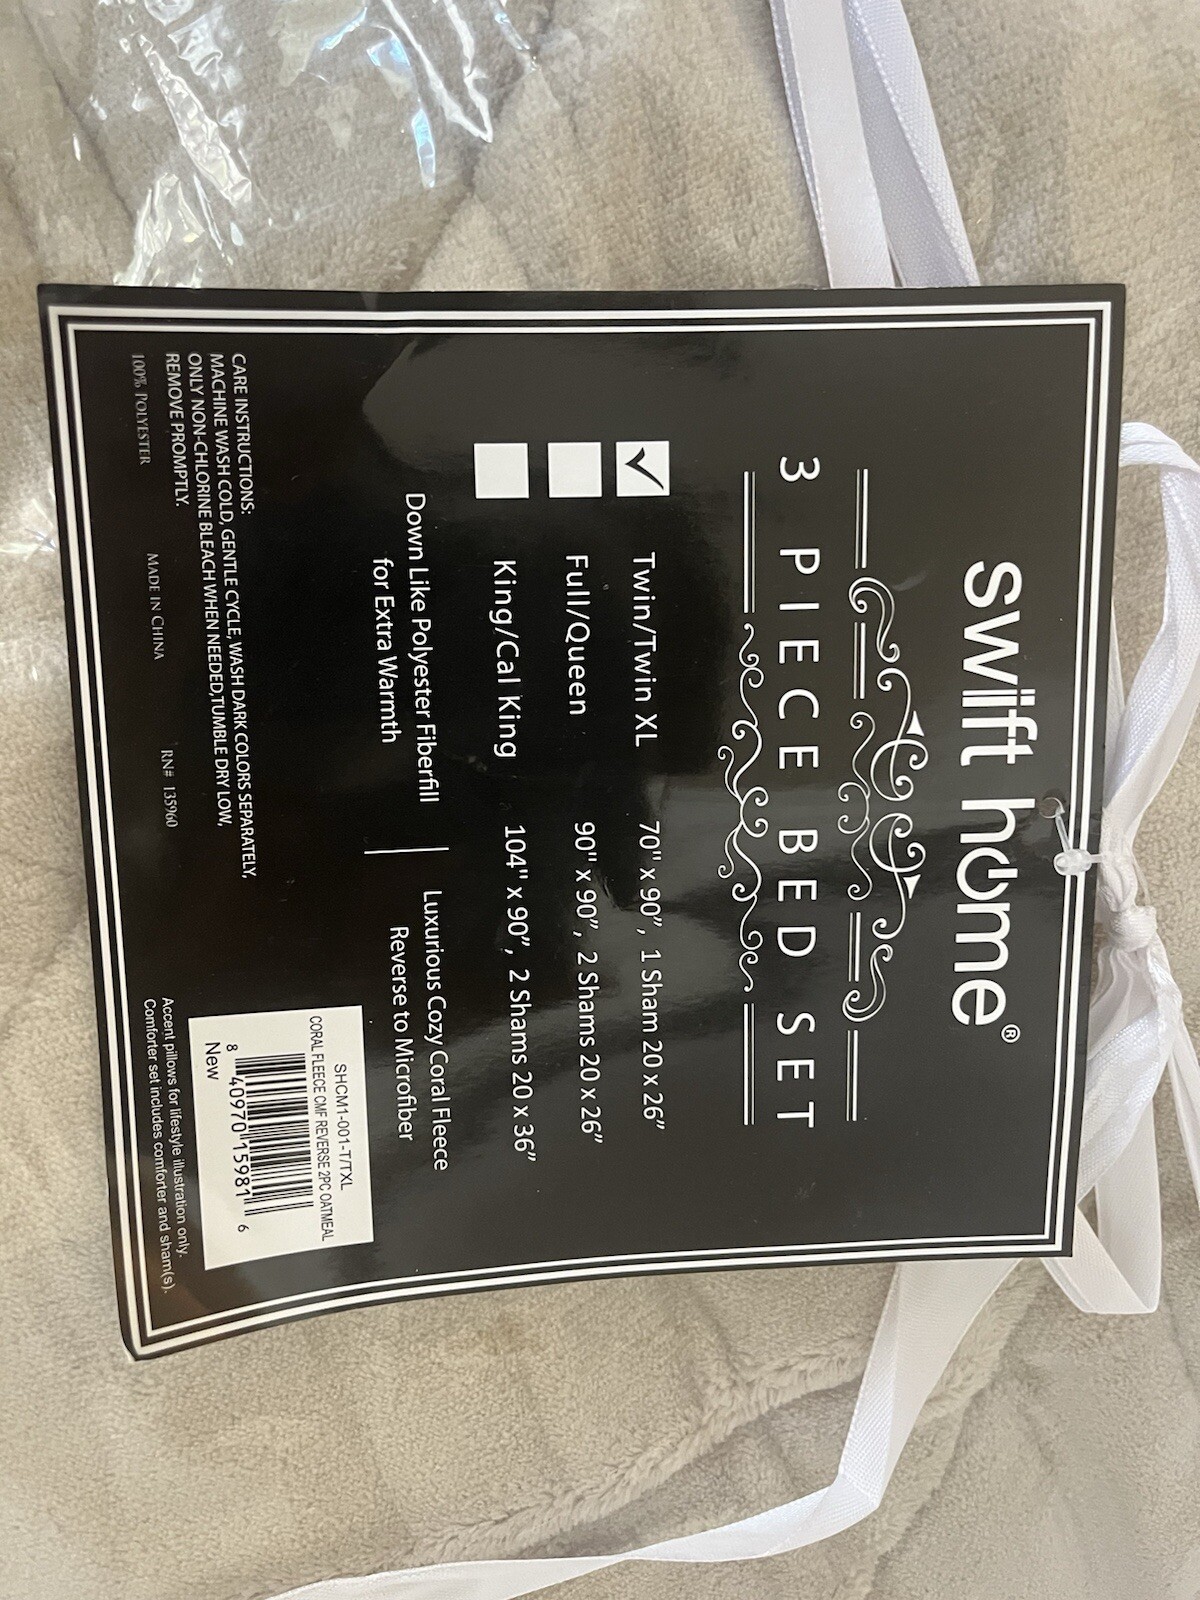 swift home®
3 PIECE BED SET
Twin/Twin XL 70" x 90", 1 Sham 20 x 26"
Full/Queen 90" x 90", 2 Shams 20 x 26"
King/Cal King 104" x 90", 2 Shams 20 x 36"
Down Like Polyester Fiberfill
for Extra Warmth
Luxurious Cozy Coral Fleece
Reverse to Microfiber
CARE INSTRUCTIONS:
MACHINE WASH COLD, GENTLE CYCLE, WASH DARK COLORS SEPARATELY,
ONLY NON-CHLORINE BLEACH WHEN NEEDED,TUMBLE DRY LOW,
REMOVE PROMPTLY.
100% POLYESTER MADE IN CHINA RN# 135960
SHCM1-001-T/TXL
CORAL FLEECE CMF REVERSE 2PC OATMEAL
8 40970 15981 6
New
Accent pillows for lifestyle illustration only.
Comforter set includes comforter and sham(s).